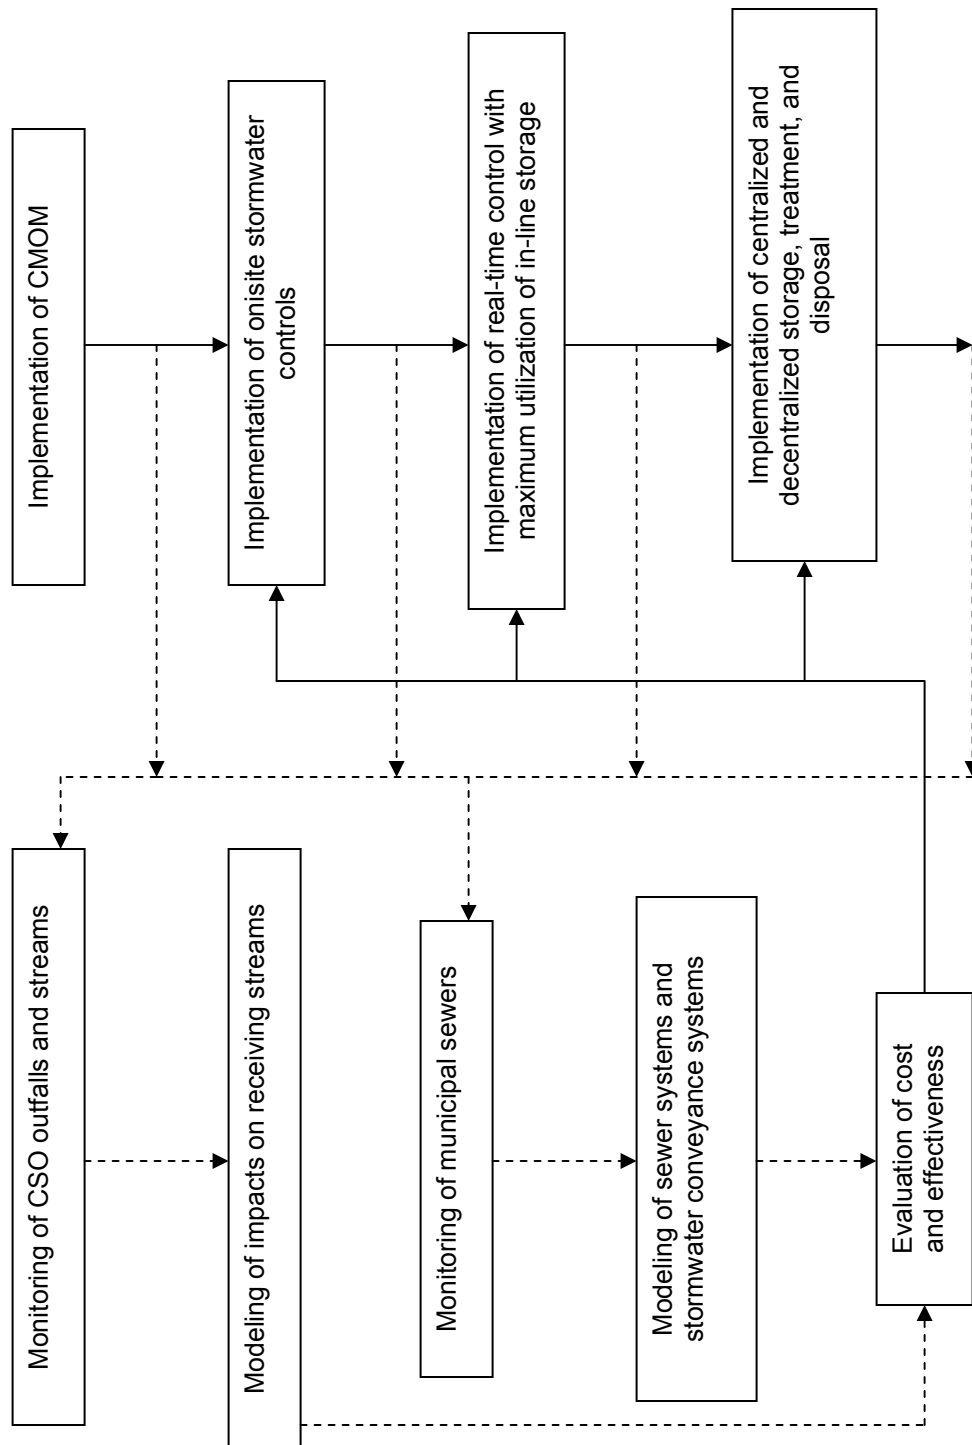 Implementation of CMOM
Implementation of onisite stormwater
controls
Implementation of real-time control with
maximum utilization of in-line storage
Implementation of centralized and
decentralized storage, treatment, and
disposal
Monitoring of CSO outfalls and streams
Modeling of impacts on receiving streams
Monitoring of municipal sewers
Modeling of sewer systems and
stormwater conveyance systems
Evaluation of cost
and effectiveness